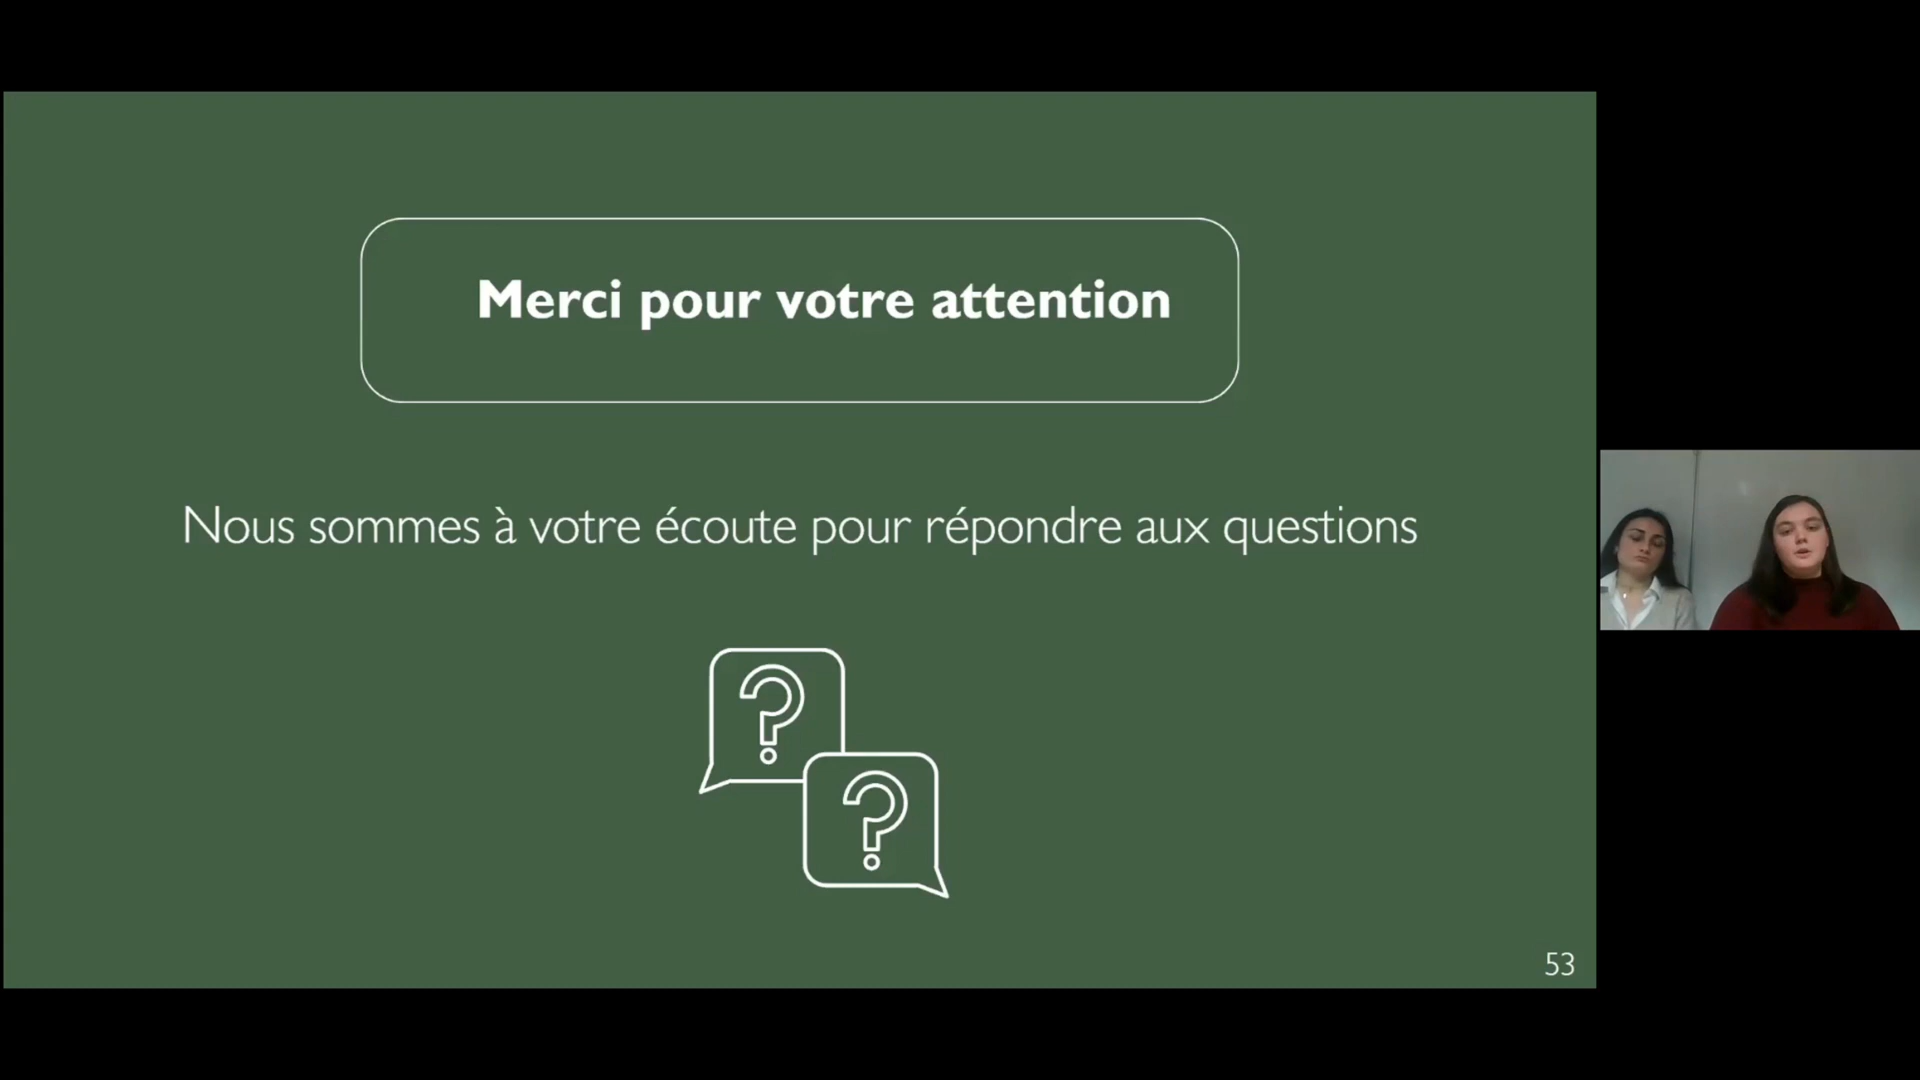 Merci pour votre attention
Nous sommes à votre écoute pour répondre aux questions
?
?
53